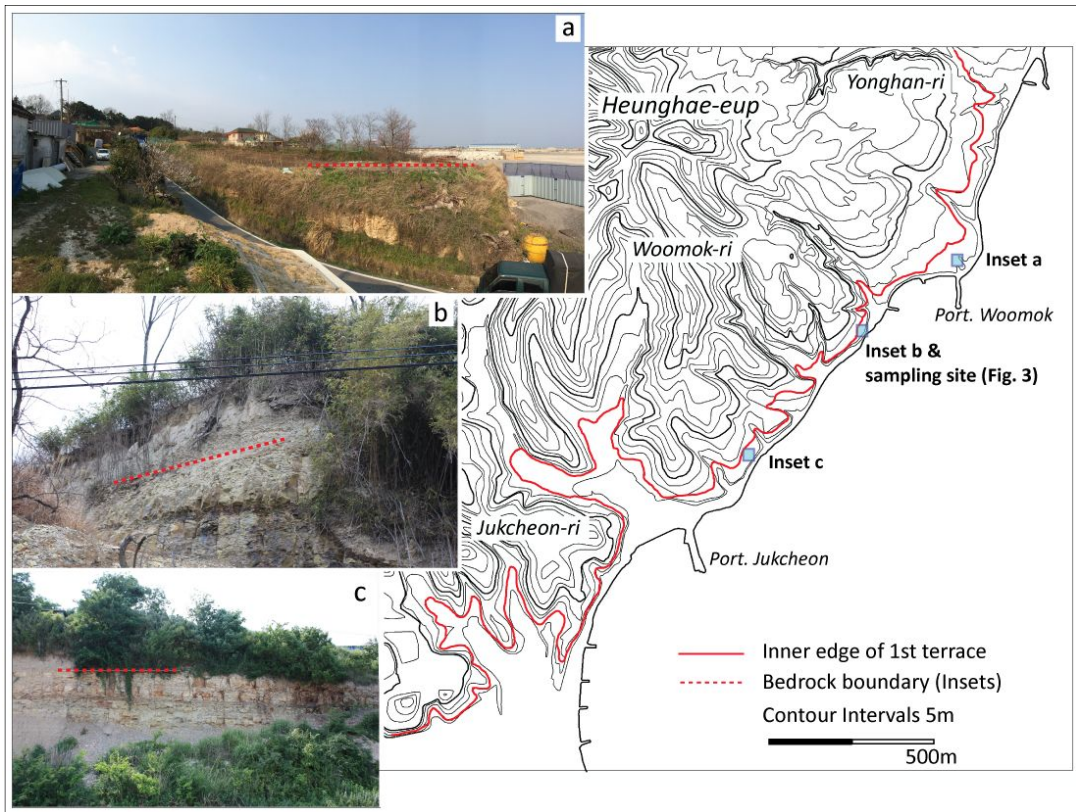 a
b
c
Yonghan-ri
Heunghae-eup
Woomok-ri
Inset a
Port. Woomok
Inset b &
sampling site (Fig. 3)
Inset c
Jukcheon-ri
Port. Jukcheon
Inner edge of 1st terrace
Bedrock boundary (Insets)
Contour Intervals 5m
500m